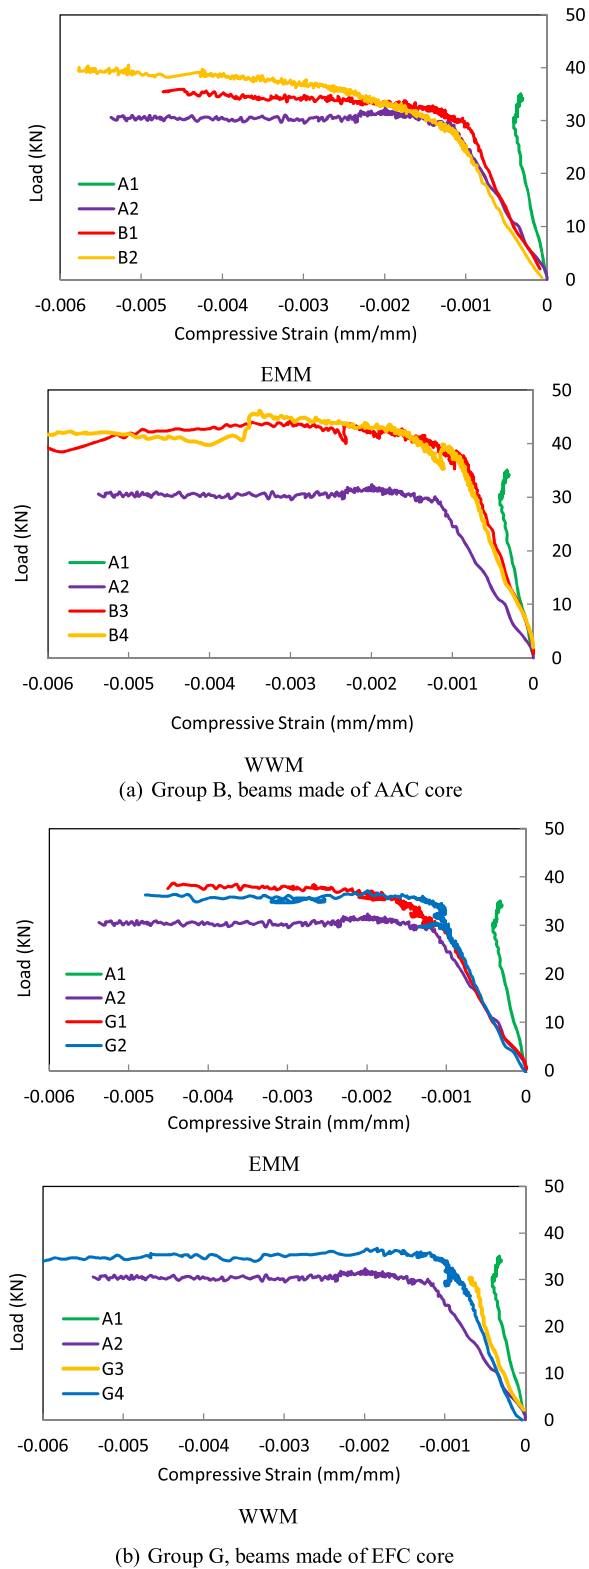 50
40
30
20
10
0
Load (KN)
A1
A2
B1
B2
-0.006 -0.005 -0.004 -0.003 -0.002 -0.001 0
Compressive Strain (mm/mm)
EMM
50
40
30
20
10
0
Load (KN)
A1
A2
B3
B4
-0.006 -0.005 -0.004 -0.003 -0.002 -0.001 0
Compressive Strain (mm/mm)
WWM
(a) Group B, beams made of AAC core
50
40
30
20
10
0
Load (KN)
A1
A2
G1
G2
-0.006 -0.005 -0.004 -0.003 -0.002 -0.001 0
Compressive Strain (mm/mm)
EMM
50
40
30
20
10
0
Load (KN)
A1
A2
G3
G4
-0.006 -0.005 -0.004 -0.003 -0.002 -0.001 0
Compressive Strain (mm/mm)
WWM
(b) Group G, beams made of EFC core